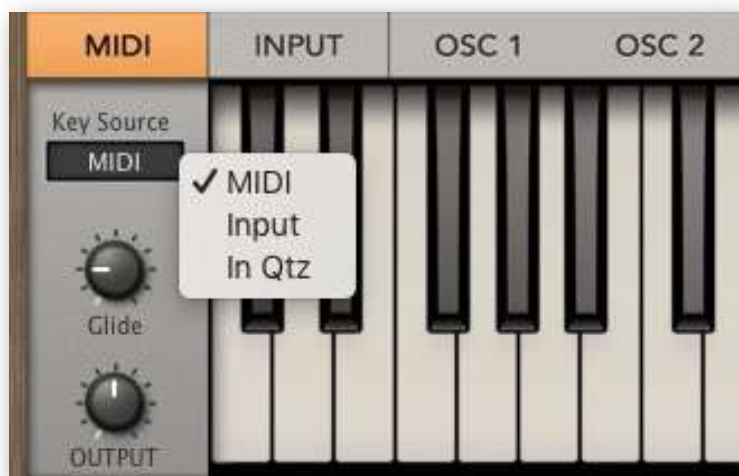 MIDI INPUT OSC 1 OSC 2
Key Source
MIDI
✓ MIDI
Input
In Qtz
Glide
OUTPUT